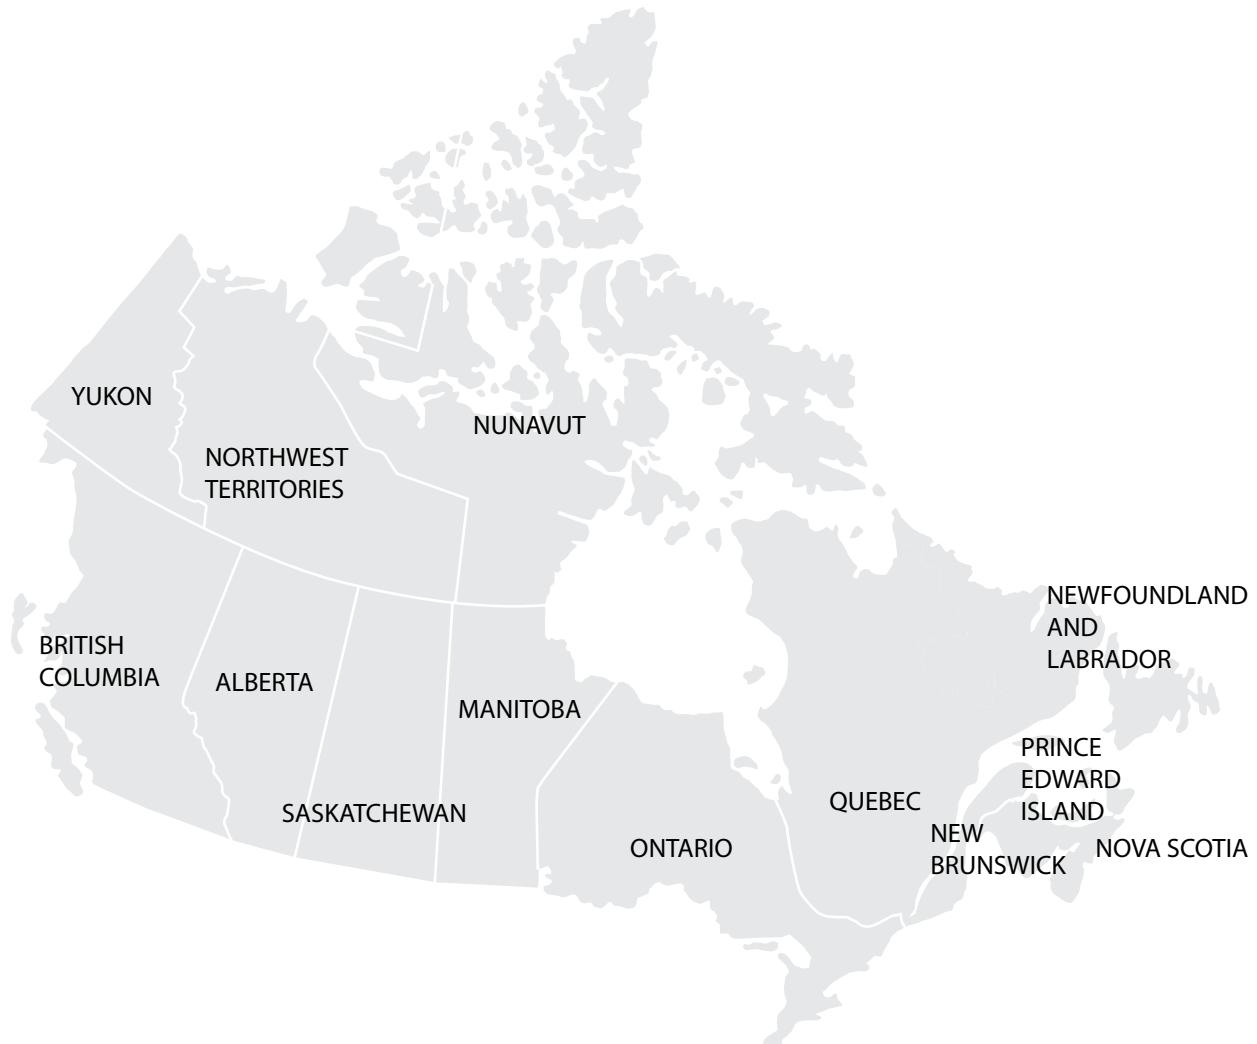 YUKON
NUNAVUT
NORTHWEST
TERRITORIES
NEWFOUNDLAND
AND
LABRADOR
BRITISH
COLUMBIA
ALBERTA
MANITOBA
PRINCE
EDWARD
ISLAND
QUEBEC
SASKATCHEWAN
NEW
BRUNSWICK
ONTARIO
NOVA SCOTIA